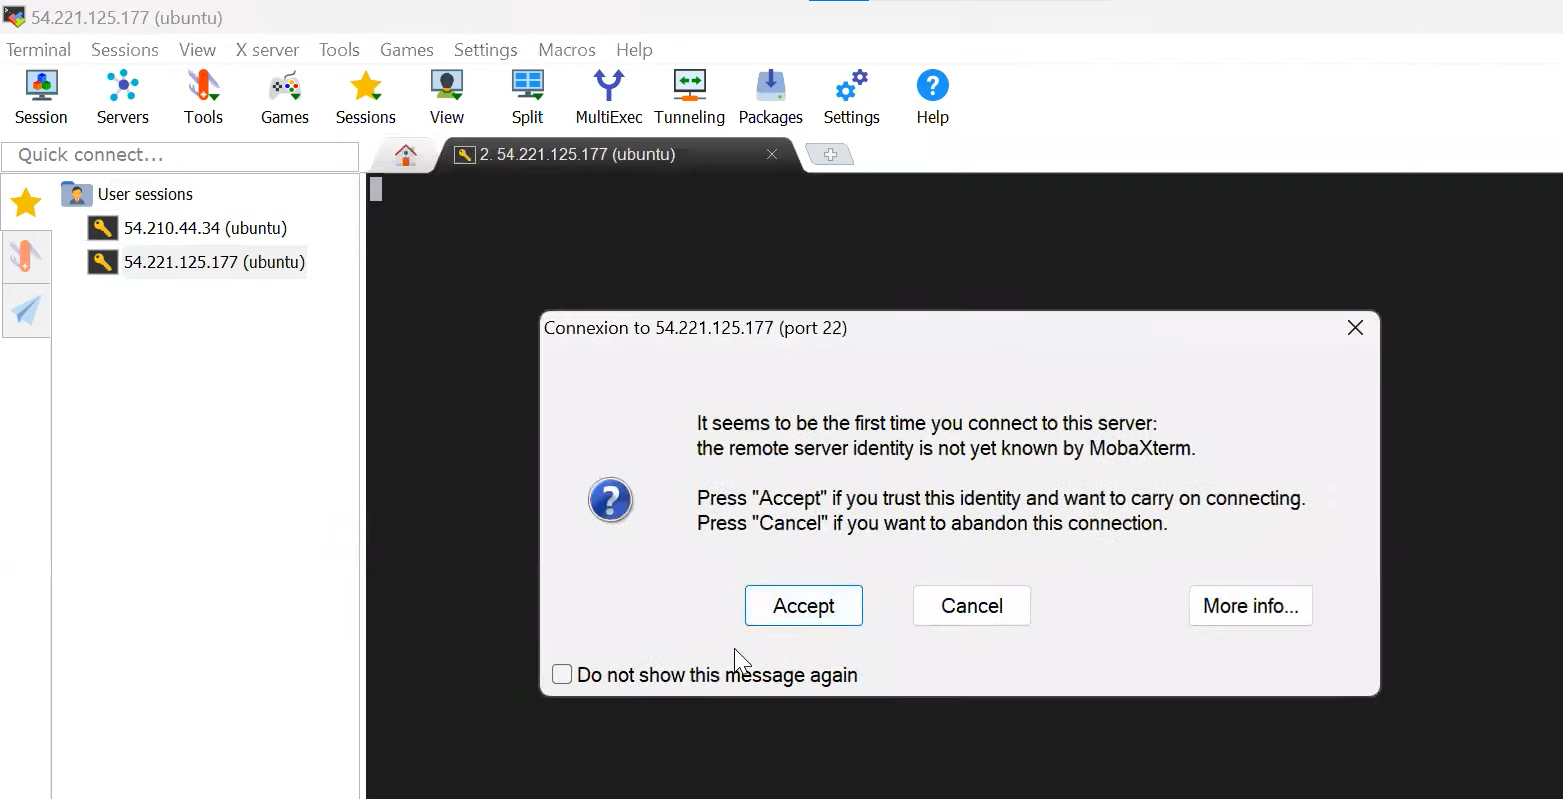 54.221.125.177 (ubuntu)
Terminal Sessions View X server Tools Games Settings Macros Help
Session Servers Tools Games Sessions View Split MultiExec Tunneling Packages Settings Help
Quick connect...
2. 54.221.125.177 (ubuntu)
User sessions
54.210.44.34 (ubuntu)
54.221.125.177 (ubuntu)
Connexion to 54.221.125.177 (port 22)
It seems to be the first time you connect to this server:
the remote server identity is not yet known by MobaXterm.
Press "Accept" if you trust this identity and want to carry on connecting.
Press "Cancel" if you want to abandon this connection.
Accept Cancel More info...
Do not show this message again